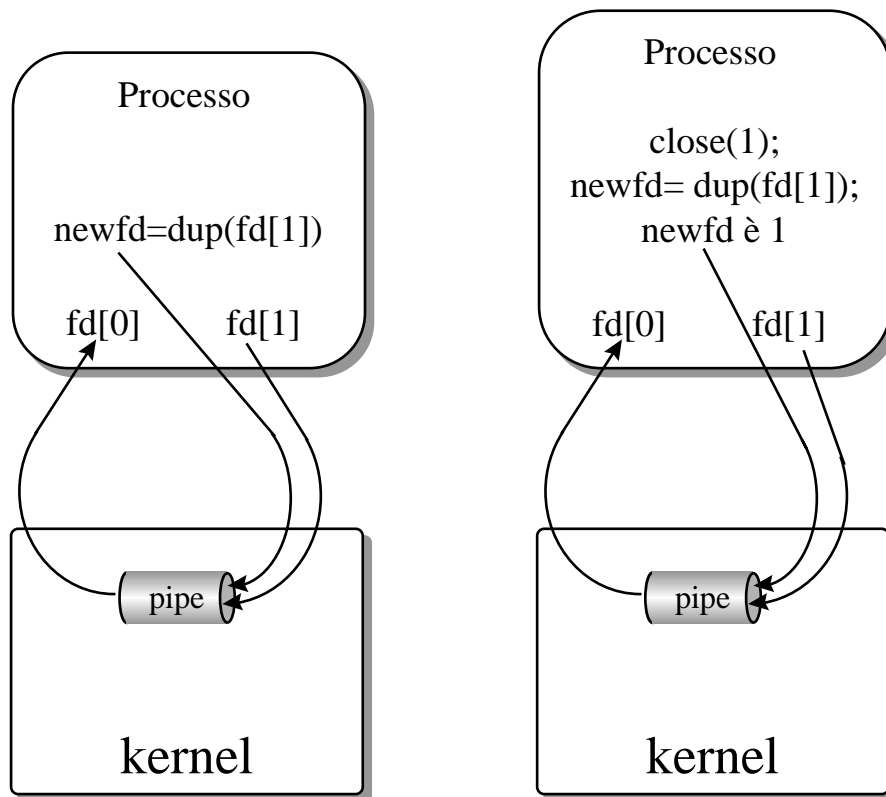 Processo
newfd=dup(fd[1])
fd[0] fd[1]
pipe
kernel
Processo
close(1);
newfd= dup(fd[1]);
newfd è 1
fd[0] fd[1]
pipe
kernel